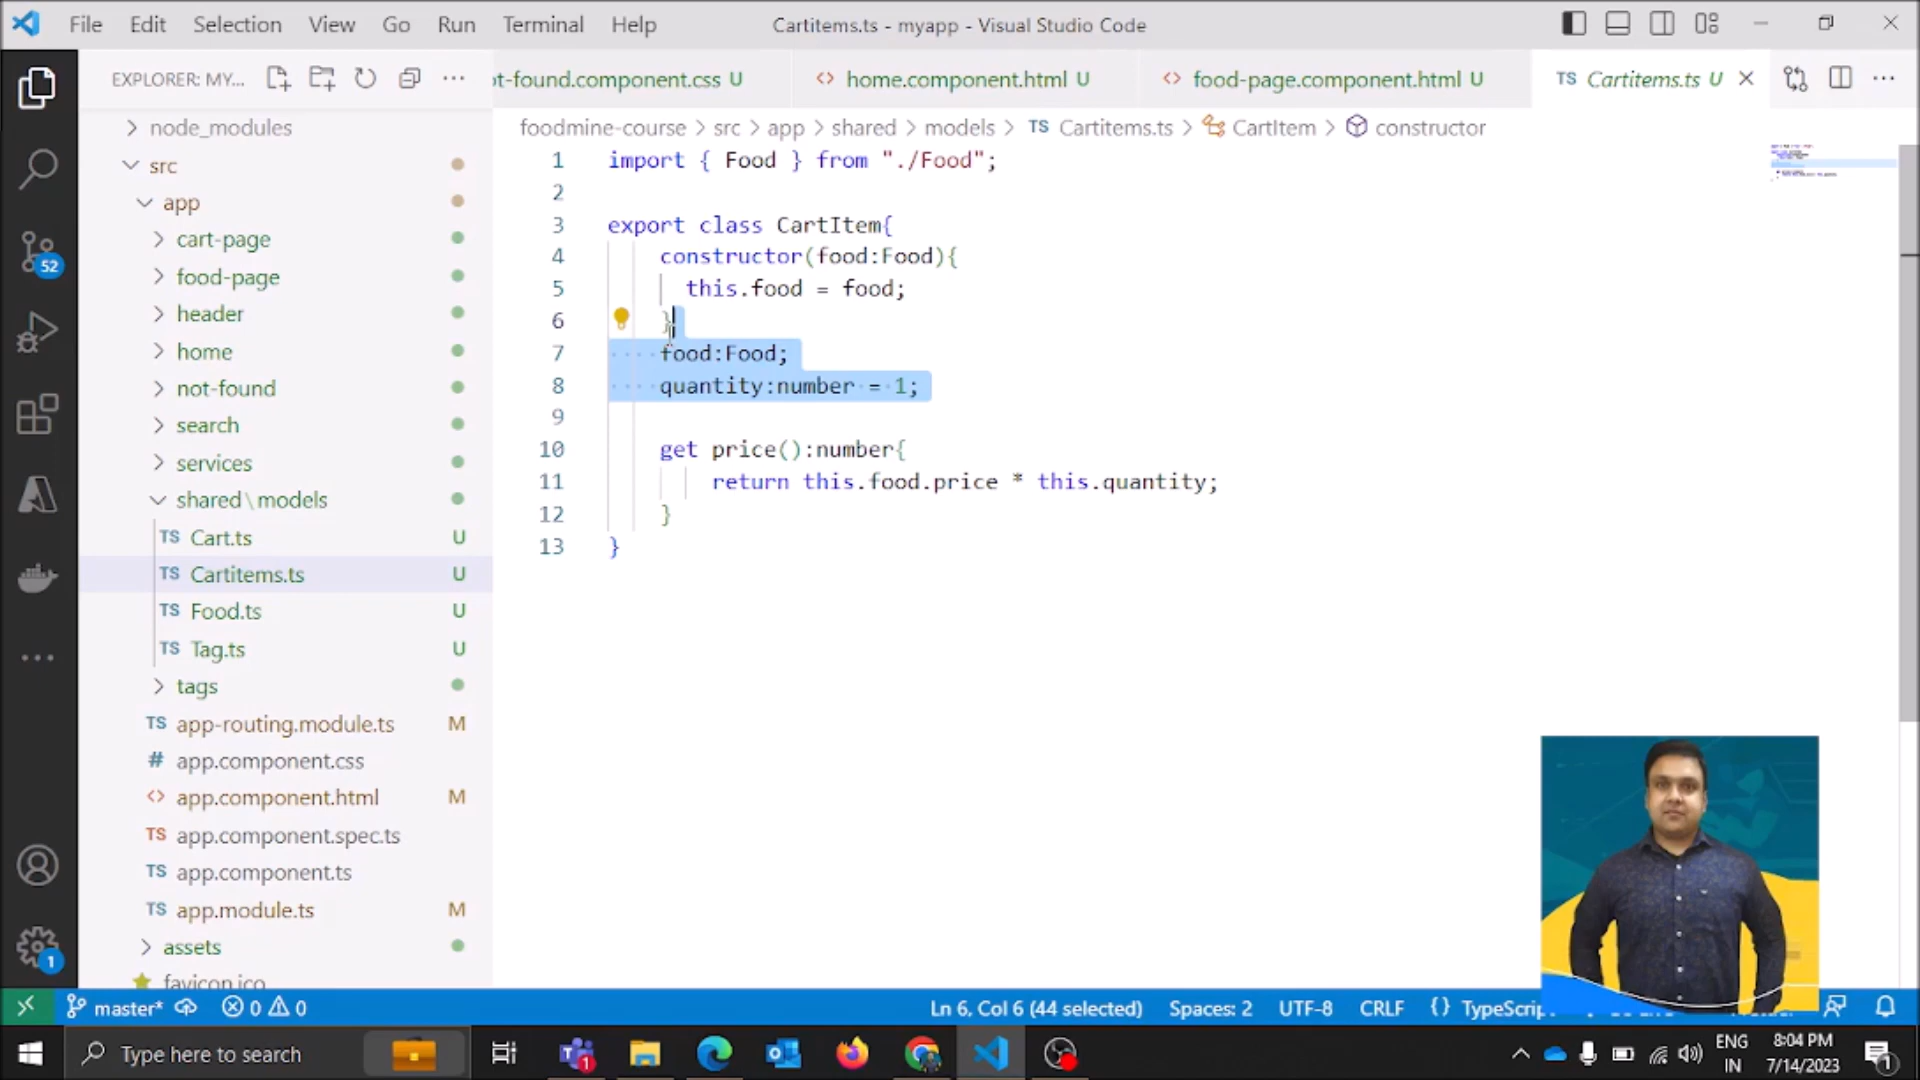 File Edit Selection View Go Run Terminal Help
Cartitems.ts - myapp - Visual Studio Code
EXPLORER: MY...
ot-found.component.css U
<> home.component.html U
<> food-page.component.html U
TS Cartitems.ts U
foodmine-course > src > app > shared > models > TS Cartitems.ts > CartItem > constructor
node_modules
src
app
cart-page
food-page
header
home
not-found
search
services
shared\models
TS Cart.ts U
TS Cartitems.ts U
TS Food.ts U
TS Tag.ts U
tags
TS app-routing.module.ts M
# app.component.css
<> app.component.html M
TS app.component.spec.ts
TS app.component.ts
TS app.module.ts M
assets
favicon.ico
52
1
1 import { Food } from "./Food";
2
3 export class CartItem{
4 constructor(food:Food){
5 this.food = food;
6 }
7 food:Food;
8 quantity:number = 1;
9
10 get price():number{
11 return this.food.price * this.quantity;
12 }
13 }
master* 0 0
Ln 6, Col 6 (44 selected) Spaces: 2 UTF-8 CRLF {} TypeScrip
Type here to search
1
ENG
IN
8:04 PM
7/14/2023
1